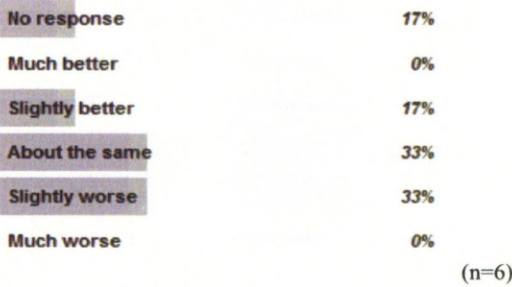 No response 17%
Much better 0%
Slightly better 17%
About the same 33%
Slightly worse 33%
Much worse 0%
(n=6)